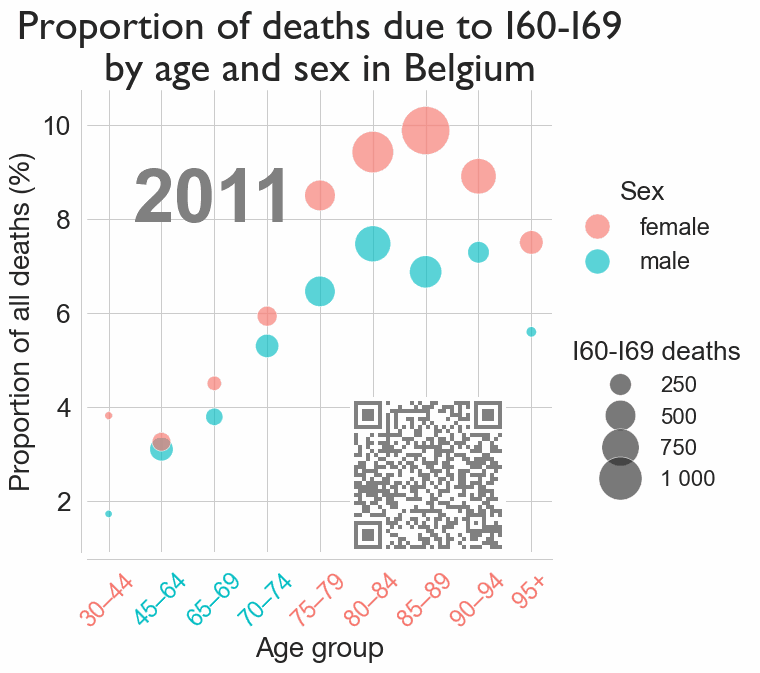 Proportion of deaths due to I60-I69
by age and sex in Belgium
Proportion of all deaths (%)
10
8
6
4
2
2011
30–44
45–64
65–69
70–74
75–79
80–84
85–89
90–94
95+
Age group
Sex
female
male
I60-I69 deaths
250
500
750
1 000